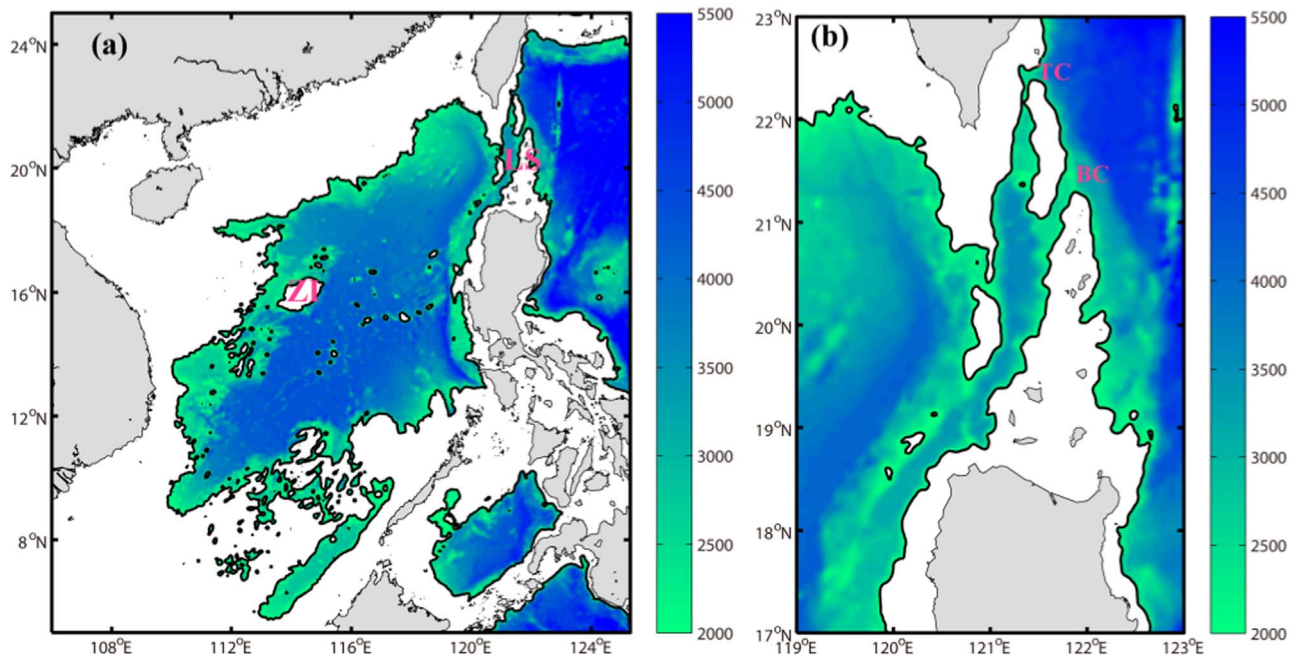 (a)
24°N
20°N
16°N
12°N
8°N
108°E
112°E
116°E
120°E
124°E
LS
ZI
5500
5000
4500
4000
3500
3000
2500
2000
(b)
23°N
22°N
21°N
20°N
19°N
18°N
17°N
119°E
120°E
121°E
122°E
123°E
TC
BC
5500
5000
4500
4000
3500
3000
2500
2000